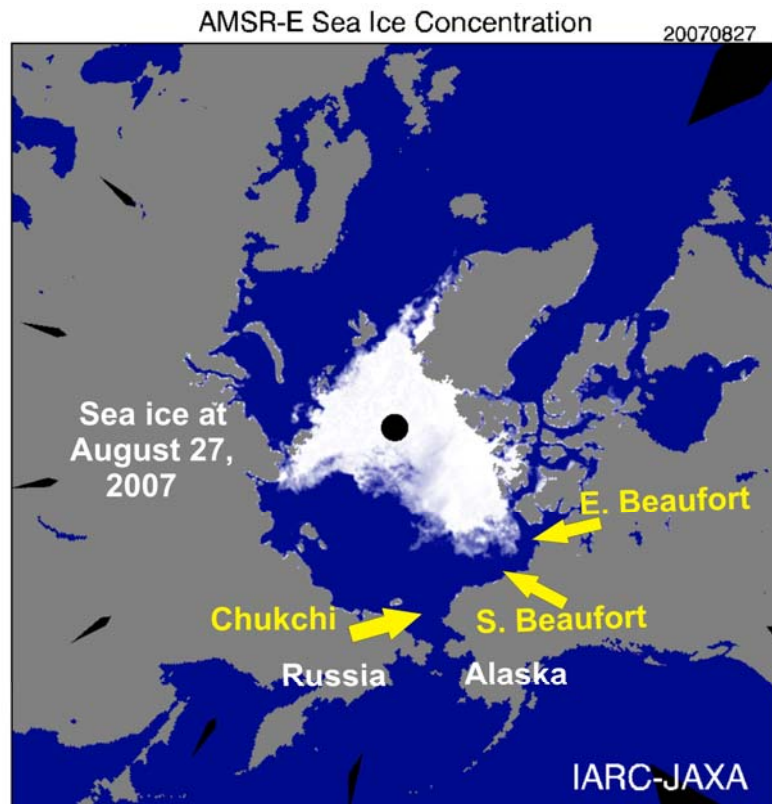 AMSR-E Sea Ice Concentration
20070827
Sea ice at
August 27,
2007
E. Beaufort
Chukchi
S. Beaufort
Russia
Alaska
IARC-JAXA